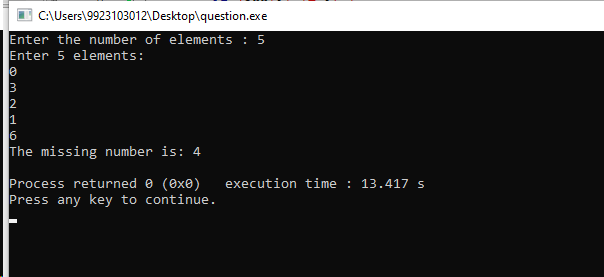 C:\Users\9923103012\Desktop\question.exe
Enter the number of elements : 5
Enter 5 elements:
0
3
2
1
6
The missing number is: 4
Process returned 0 (0x0)   execution time : 13.417 s
Press any key to continue.